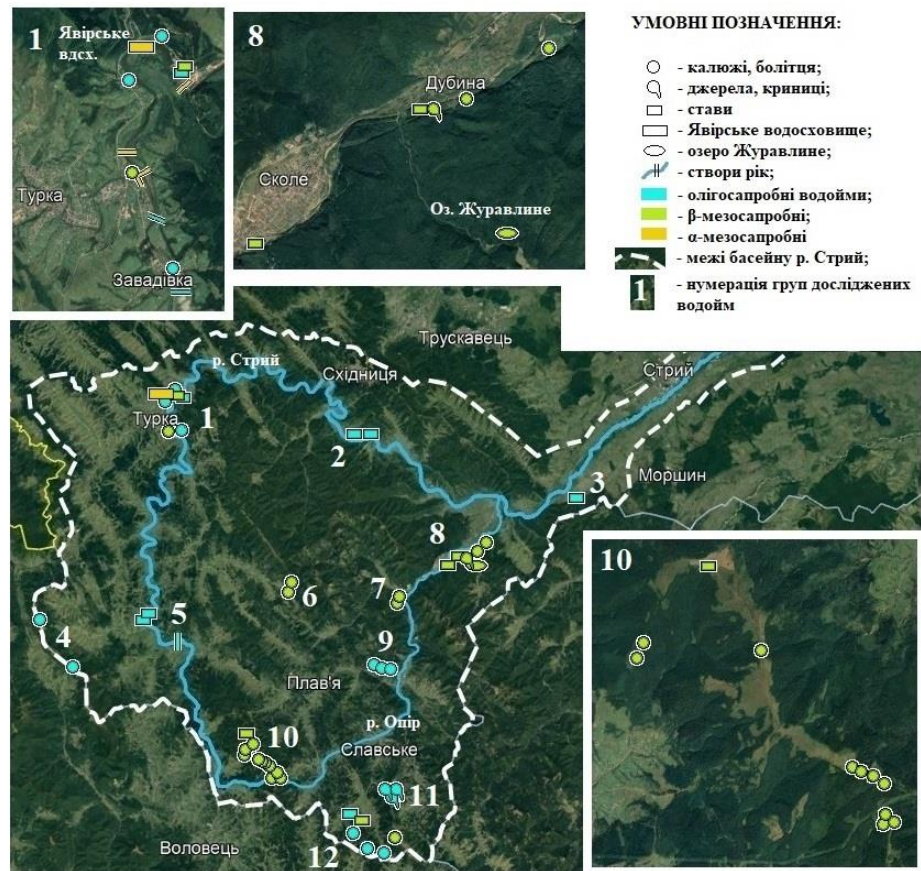 1
Явірське
вдсх.
Турка
Завадівка
8
Дубина
Сколе
Оз. Журавлине
УМОВНІ ПОЗНАЧЕННЯ:
- калюжі, болітця;
- джерела, криниці;
- стави
- Явірське водосховище;
- озеро Журавлине;
- створи рік;
- олігосапробні водойми;
- β-мезосапробні;
- α-мезосапробні
- межі басейну р. Стрий;
1 - нумерація груп досліджених
водойм
Трускавець
р. Стрий
Східниця
Стрий
Турка
1
2
3
Моршин
8
6
7
4
5
9
Плав'я
р. Опір
10
Славське
11
12
Воловець
10